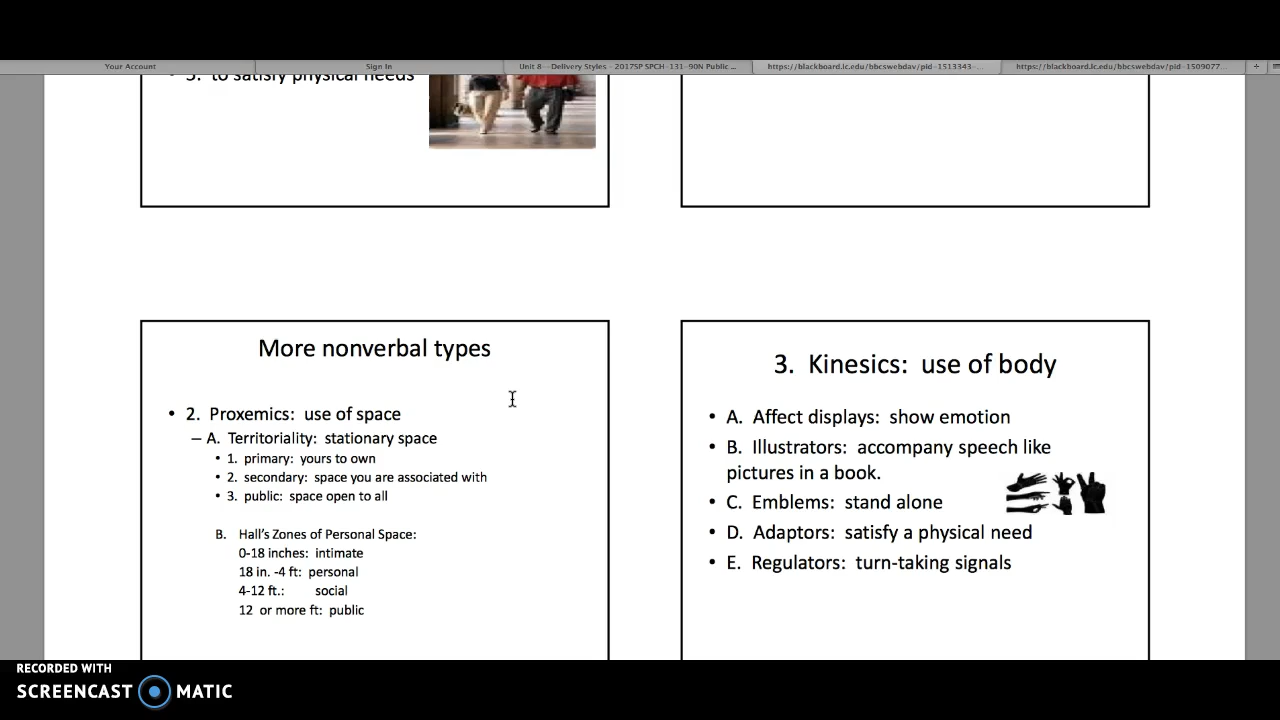 Your Account
Sign In
Unit 8--Delivery Styles - 2017SP SPCH-131-90N Public ...
https://blackboard.lc.edu/bbcswebdav/pid-1513343-...
https://blackboard.lc.edu/bbcswebdav/pid-1509077...
+
• 3. to satisfy physical needs
More nonverbal types
• 2. Proxemics: use of space
– A. Territoriality: stationary space
• 1. primary: yours to own
• 2. secondary: space you are associated with
• 3. public: space open to all
B. Hall's Zones of Personal Space:
0-18 inches: intimate
18 in. -4 ft: personal
4-12 ft.: social
12 or more ft: public
3. Kinesics: use of body
• A. Affect displays: show emotion
• B. Illustrators: accompany speech like
pictures in a book.
• C. Emblems: stand alone
• D. Adaptors: satisfy a physical need
• E. Regulators: turn-taking signals
RECORDED WITH
SCREENCAST MATIC